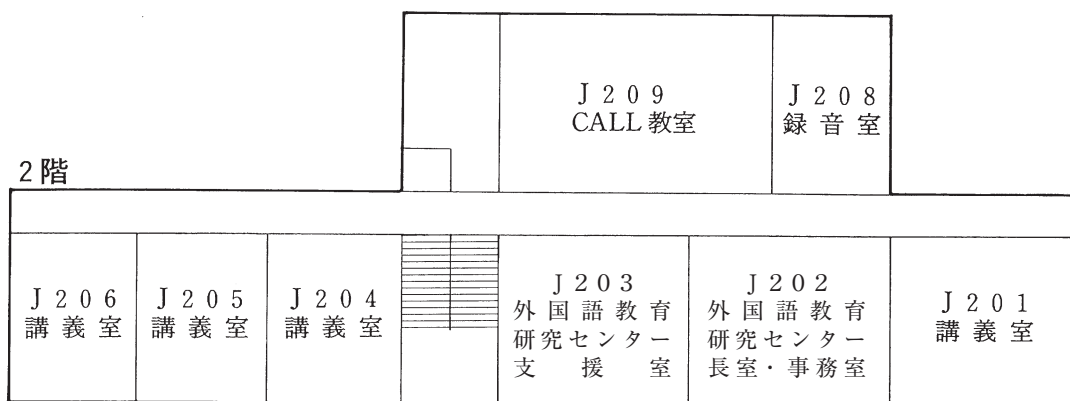 J209
CALL教室
J208
録音室
2階
J206
講義室
J205
講義室
J204
講義室
J203
外国語教育
研究センター
支援室
J202
外国語教育
研究センター
長室・事務室
J201
講義室